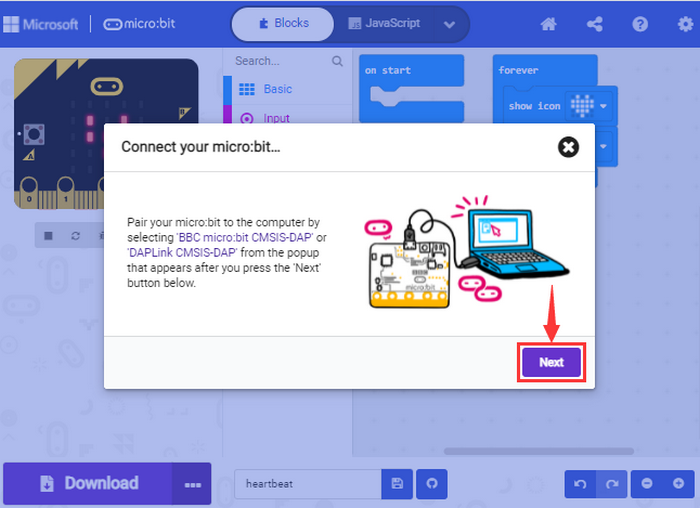 Microsoft micro:bit Blocks JavaScript
Search...
Basic
Input
on start
forever
show icon
B
A
0 1
Connect your micro:bit...
Pair your micro:bit to the computer by
selecting 'BBC micro:bit CMSIS-DAP' or
'DAPLink CMSIS-DAP' from the popup
that appears after you press the 'Next'
button below.
micro:bit
Next
Download
heartbeat